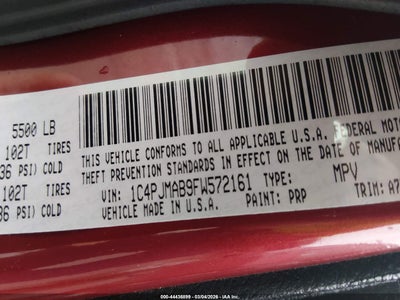 5500 LB
102T TIRES
36 PSI) COLD
102T TIRES
36 PSI) COLD
THIS VEHICLE CONFORMS TO ALL APPLICABLE U.S.A. FEDERAL MOTOR
THEFT PREVENTION STANDARDS IN EFFECT ON THE DATE OF MANUFA
VIN: 1C4PJMAB9FW572161 TYPE: MPV
VEHICLE MADE IN U.S.A. PAINT: PRP TRIM: A7
000-44436899 - 03/04/2026 - IAA Inc.